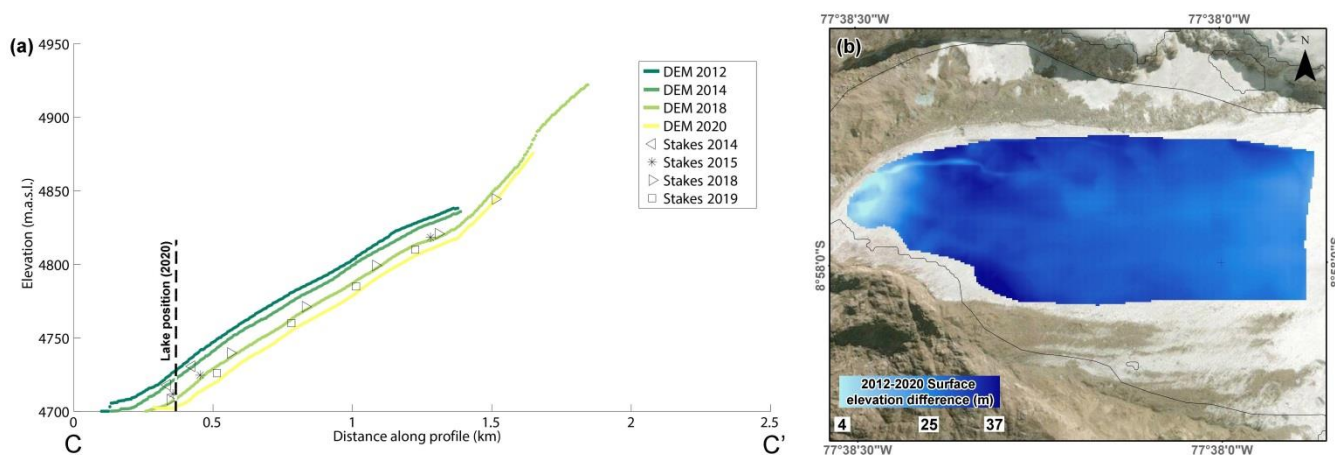 (a)
4950
4900
4850
4800
4750
4700
Elevation (m.a.s.l.)
Lake position (2020)
DEM 2012
DEM 2014
DEM 2018
DEM 2020
Stakes 2014
Stakes 2015
Stakes 2018
Stakes 2019
0
0.5
1
1.5
2
2.5
C
Distance along profile (km)
C'
(b)
77°38'30"W
77°38'0"W
N
8°58'0"S
8°58'0"S
2012-2020 Surface
elevation difference (m)
4
25
37
77°38'30"W
77°38'0"W